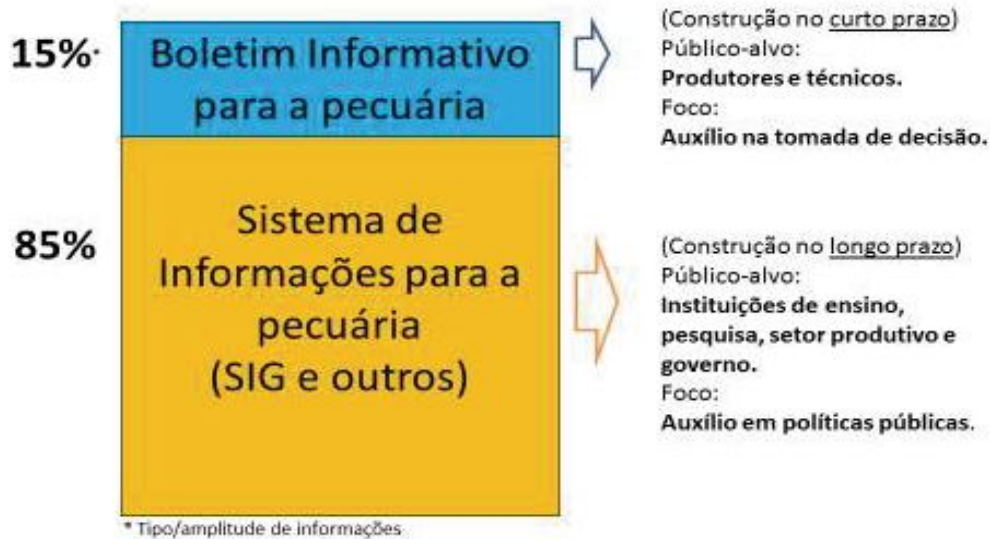 15%*
Boletim Informativo
para a pecuária
(Construção no curto prazo)
Público-alvo:
Produtores e técnicos.
Foco:
Auxílio na tomada de decisão.
85%
Sistema de
Informações para a
pecuária
(SIG e outros)
(Construção no longo prazo)
Público-alvo:
Instituições de ensino,
pesquisa, setor produtivo e
governo.
Foco:
Auxílio em políticas públicas.
* Tipo/amplitude de informações